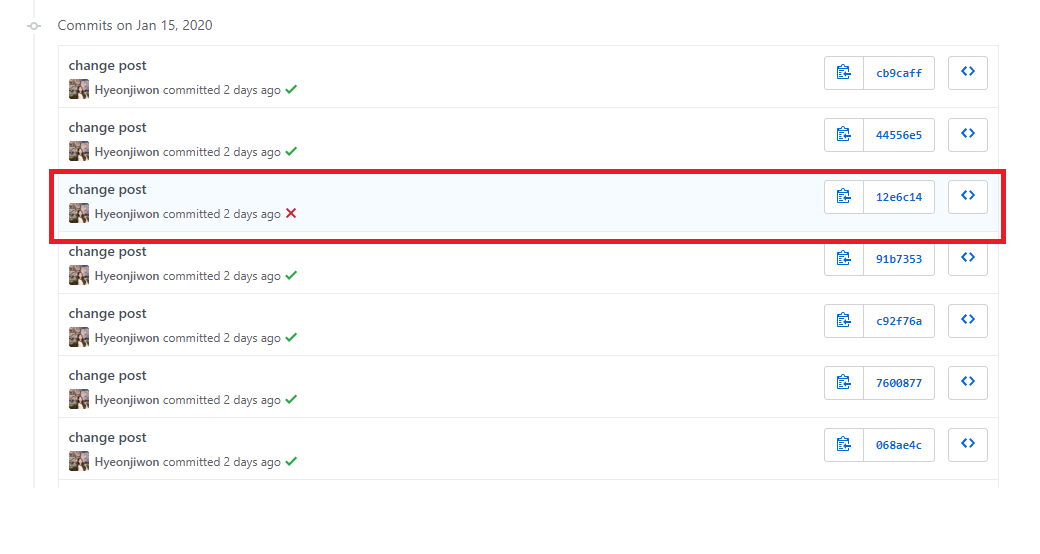 Commits on Jan 15, 2020
change post
Hyeonjiwon committed 2 days ago
cb9caff
change post
Hyeonjiwon committed 2 days ago
44556e5
change post
Hyeonjiwon committed 2 days ago
12e6c14
change post
Hyeonjiwon committed 2 days ago
91b7353
change post
Hyeonjiwon committed 2 days ago
c92f76a
change post
Hyeonjiwon committed 2 days ago
7600877
change post
Hyeonjiwon committed 2 days ago
068ae4c